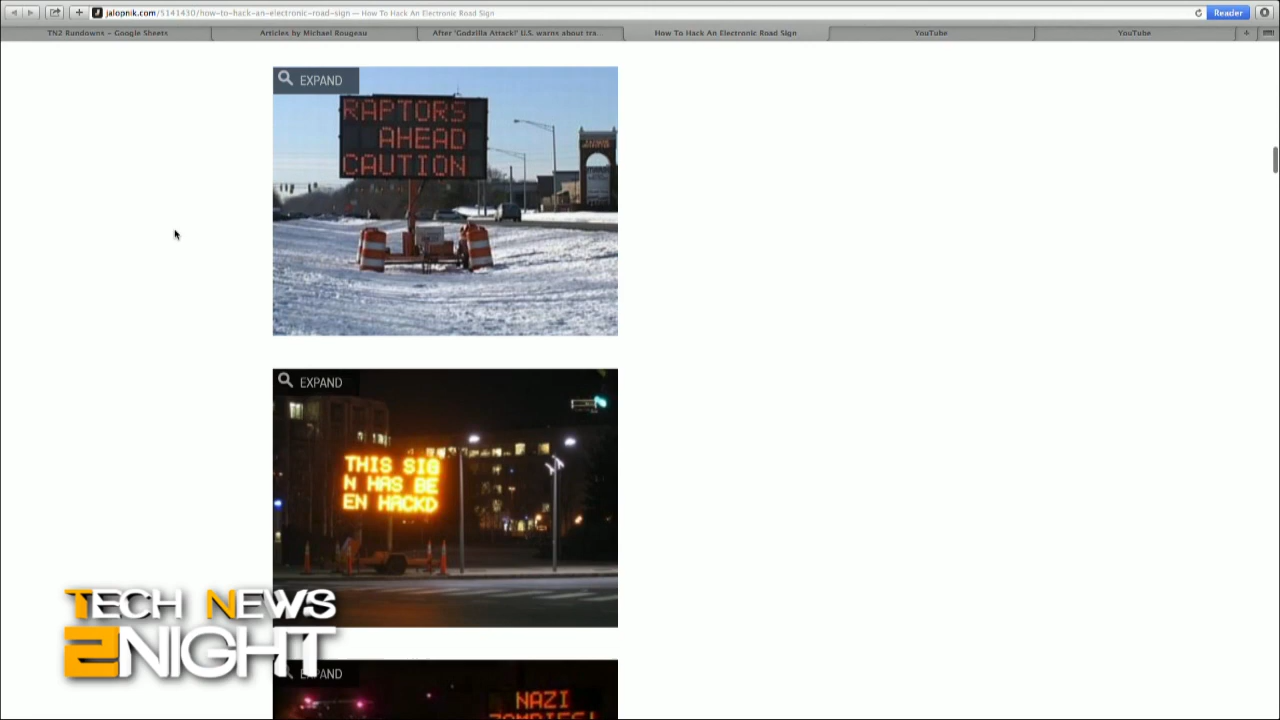 jalopnik.com/5141430/how-to-hack-an-electronic-road-sign — How To Hack An Electronic Road Sign
Reader
TN2 Rundowns – Google Sheets
Articles by Michael Rougeau
After 'Godzilla Attack!' U.S. warns about tra...
How To Hack An Electronic Road Sign
YouTube
YouTube
EXPAND
RAPTORS
AHEAD
CAUTION
EXPAND
THIS SIG
N HAS BE
EN HACKD
TECH NEWS
2NIGHT
EXPAND
NAZI
ZOMBIES!